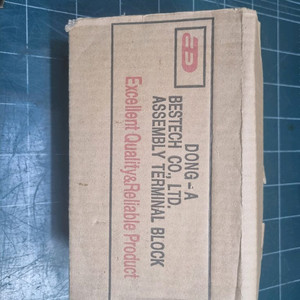 DONG-A
BESTECH CO., LTD.
ASSEMBLY TERMINAL BLOCK
Excellent Quality&Reliable Product